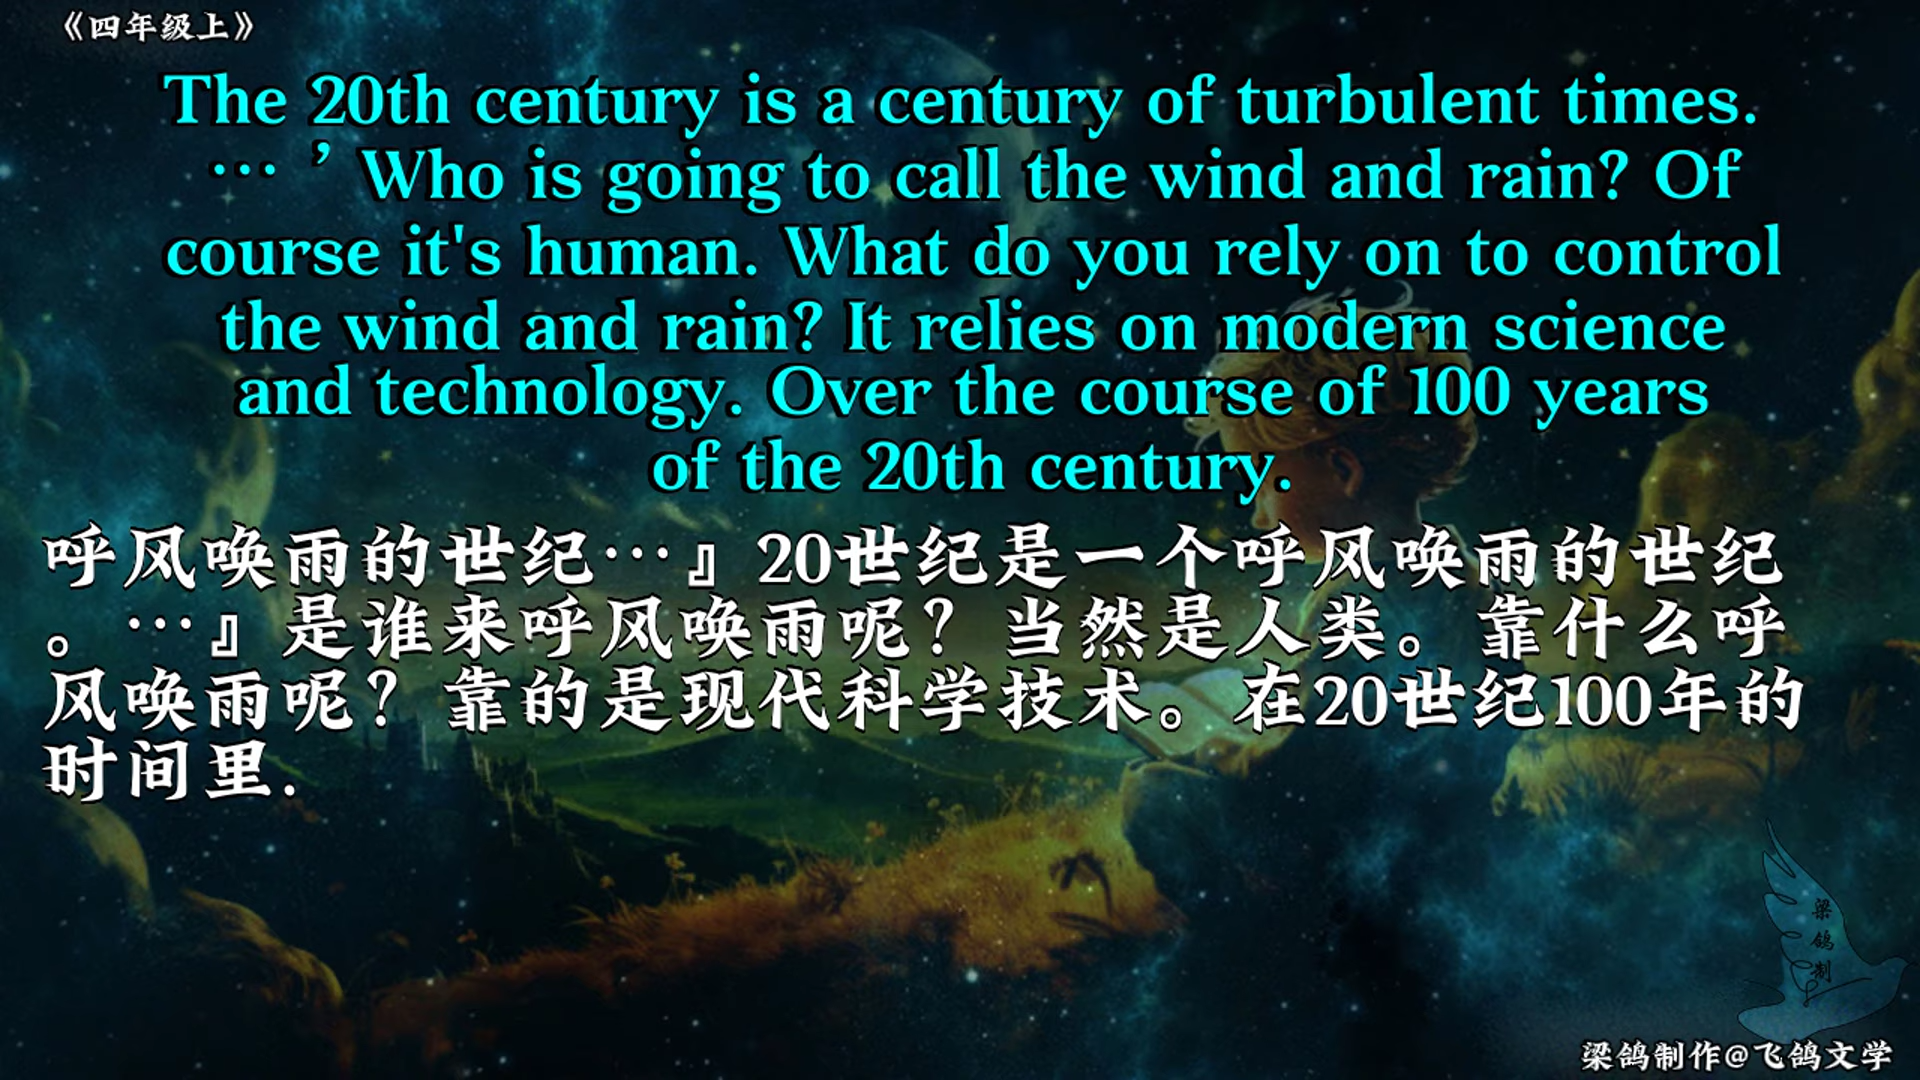 《四年级上》
The 20th century is a century of turbulent times.
… ’ Who is going to call the wind and rain? Of
course it's human. What do you rely on to control
the wind and rain? It relies on modern science
and technology. Over the course of 100 years
of the 20th century.
呼风唤雨的世纪…』20世纪是一个呼风唤雨的世纪
。…』是谁来呼风唤雨呢？当然是人类。靠什么呼
风唤雨呢？靠的是现代科学技术。在20世纪100年的
时间里.
梁鸽制
梁鸽制作@飞鸽文学